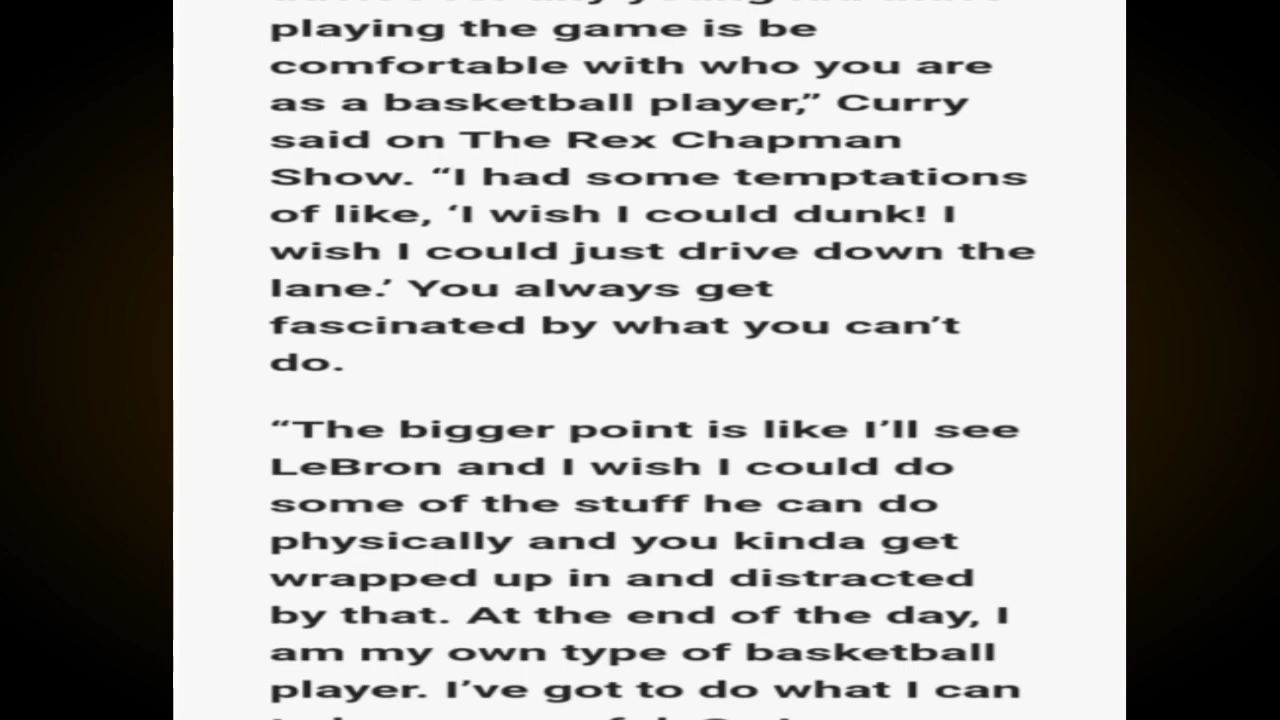 playing the game is be
comfortable with who you are
as a basketball player,” Curry
said on The Rex Chapman
Show. “I had some temptations
of like, ‘I wish I could dunk! I
wish I could just drive down the
lane.’ You always get
fascinated by what you can’t
do.
“The bigger point is like I’ll see
LeBron and I wish I could do
some of the stuff he can do
physically and you kinda get
wrapped up in and distracted
by that. At the end of the day, I
am my own type of basketball
player. I’ve got to do what I can